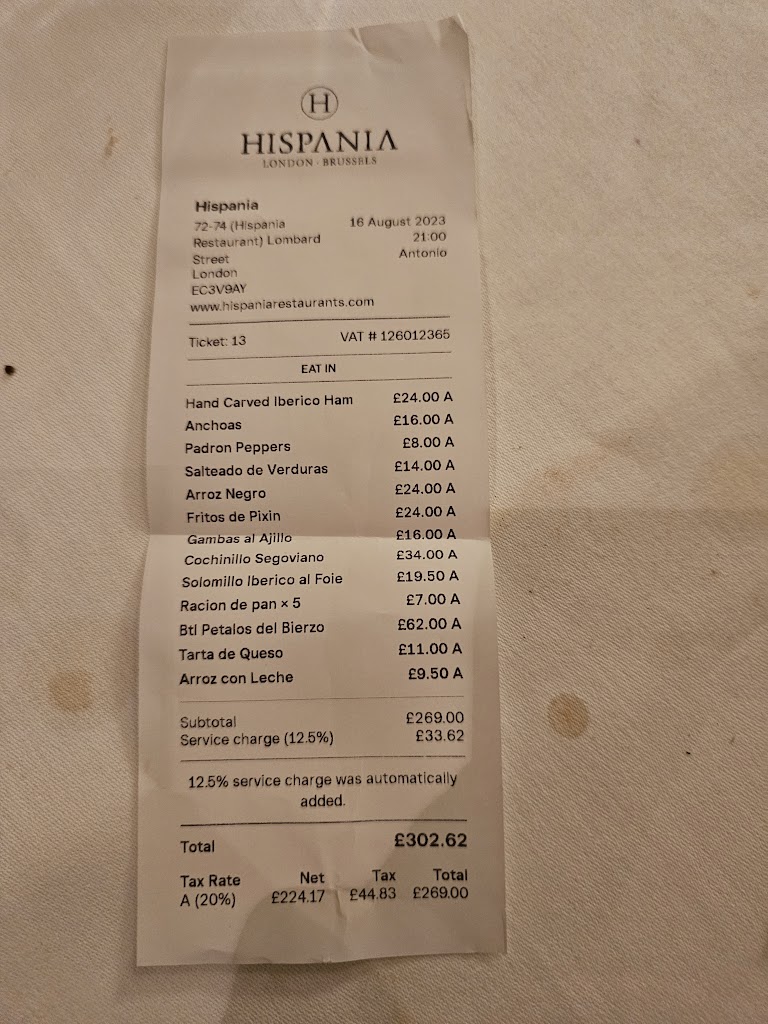 H
HISPANIA
LONDON · BRUSSELS
Hispania
72-74 (Hispania 16 August 2023
Restaurant) Lombard 21:00
Street Antonio
London
EC3V9AY
www.hispaniarestaurants.com
Ticket: 13 VAT # 126012365
EAT IN
Hand Carved Iberico Ham £24.00 A
Anchoas £16.00 A
Padron Peppers £8.00 A
Salteado de Verduras £14.00 A
Arroz Negro £24.00 A
Fritos de Pixin £24.00 A
Gambas al Ajillo £16.00 A
Cochinillo Segoviano £34.00 A
Solomillo Iberico al Foie £19.50 A
Racion de pan × 5 £7.00 A
Btl Petalos del Bierzo £62.00 A
Tarta de Queso £11.00 A
Arroz con Leche £9.50 A
Subtotal £269.00
Service charge (12.5%) £33.62
12.5% service charge was automatically
added.
Total £302.62
Tax Rate Net Tax Total
A (20%) £224.17 £44.83 £269.00